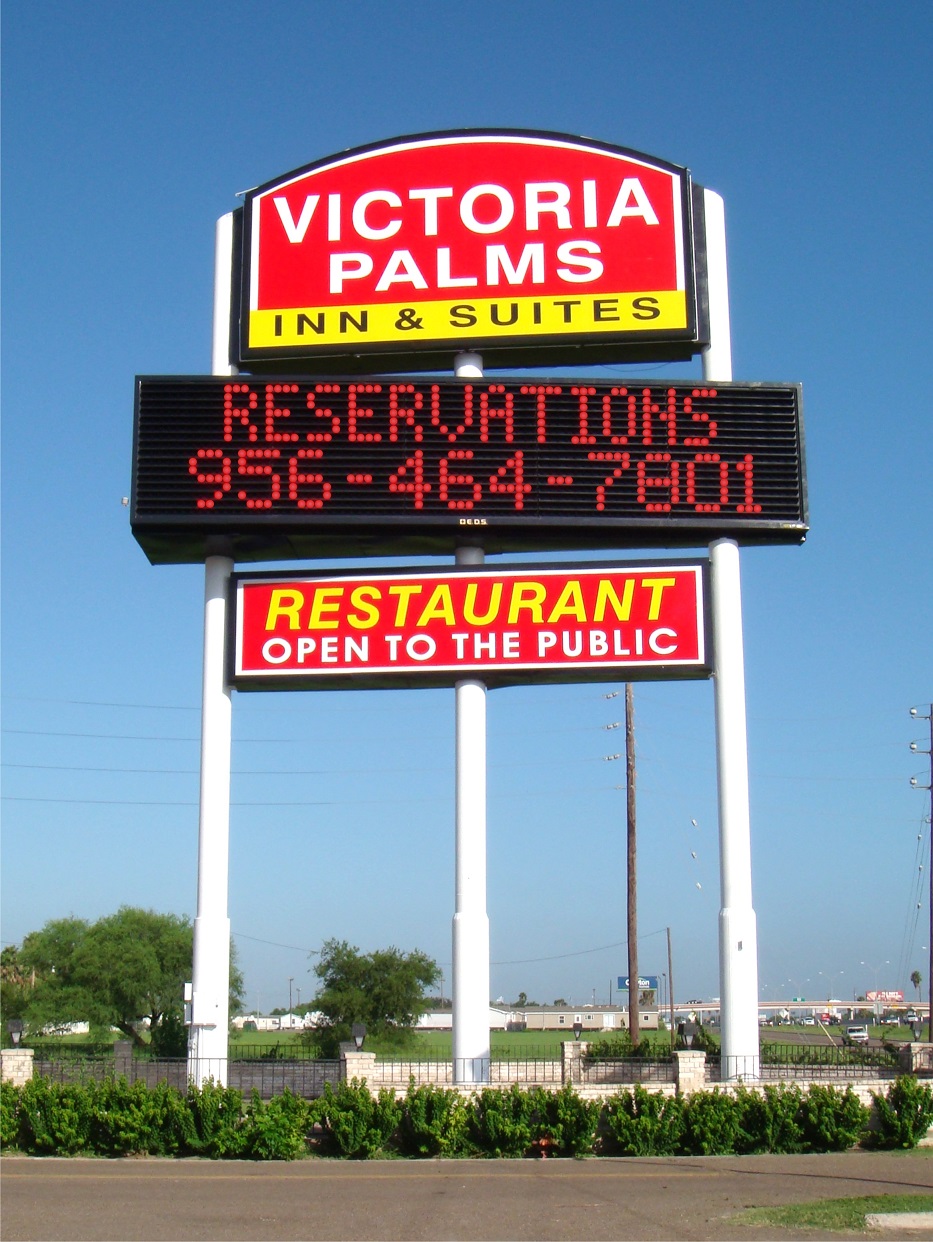 VICTORIA
PALMS
INN & SUITES
RESERVATIONS
956-464-7801
D.E.D.S.
RESTAURANT
OPEN TO THE PUBLIC